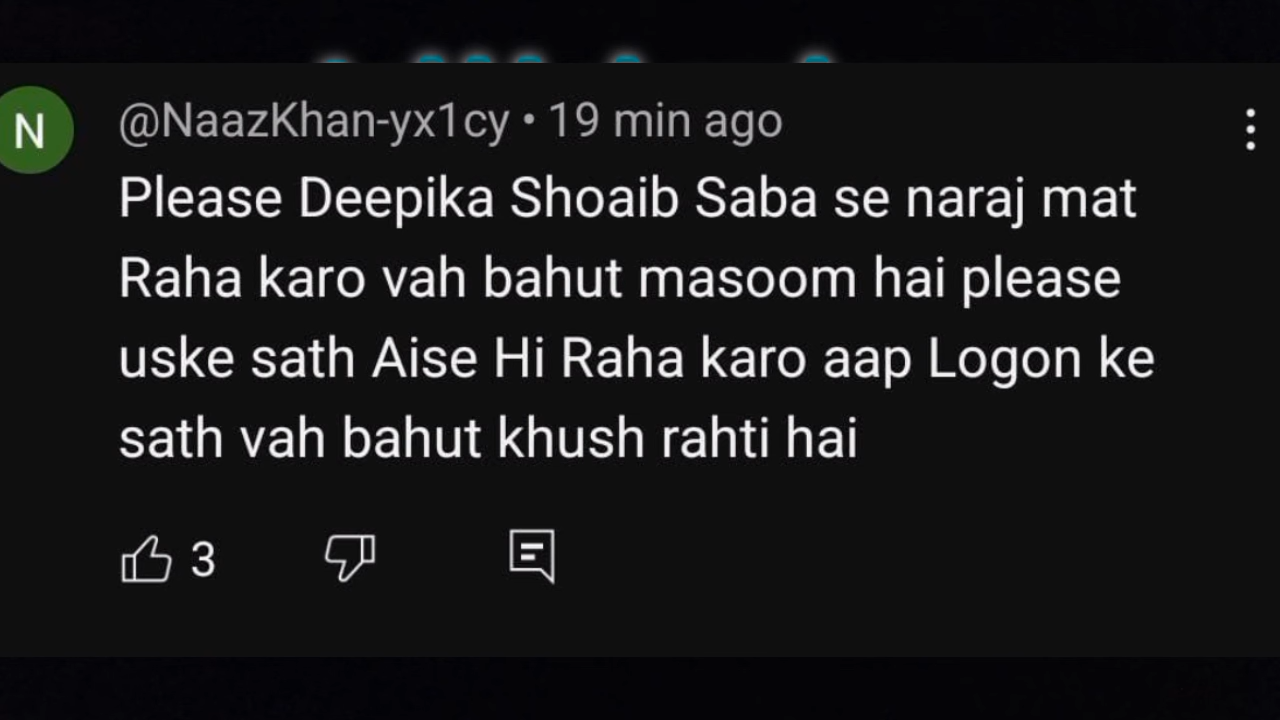 N
@NaazKhan-yx1cy • 19 min ago
Please Deepika Shoaib Saba se naraj mat
Raha karo vah bahut masoom hai please
uske sath Aise Hi Raha karo aap Logon ke
sath vah bahut khush rahti hai
3